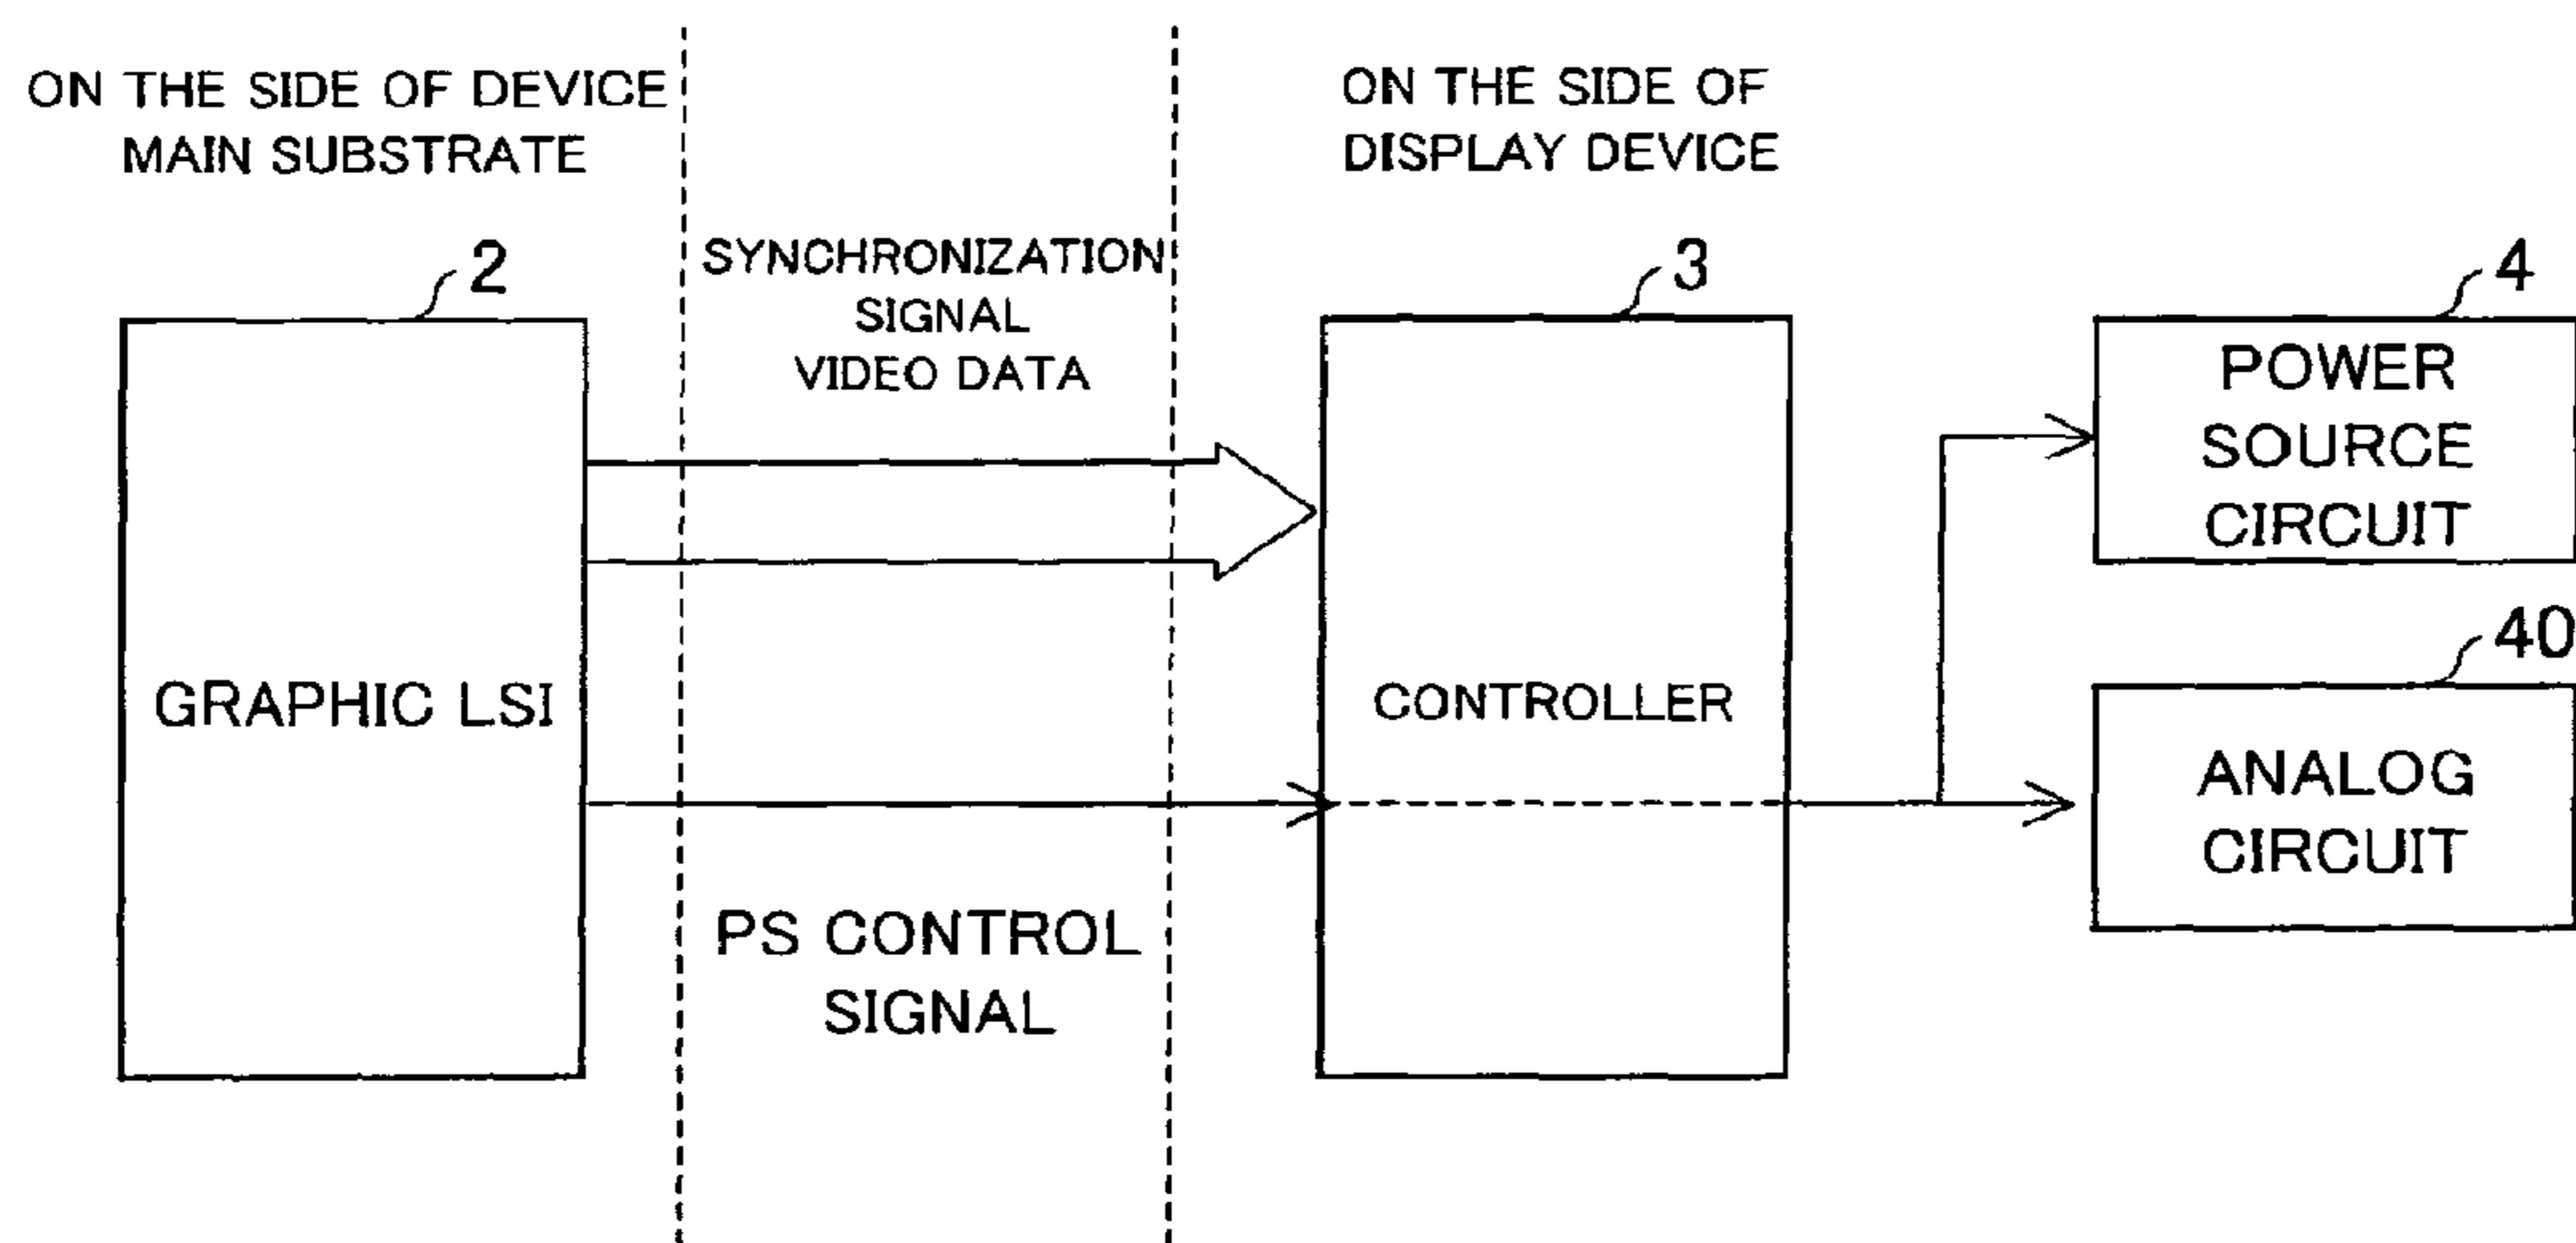 ON THE SIDE OF DEVICE
MAIN SUBSTRATE
ON THE SIDE OF
DISPLAY DEVICE
SYNCHRONIZATION
SIGNAL
VIDEO DATA
2
GRAPHIC LSI
PS CONTROL
SIGNAL
3
CONTROLLER
4
POWER
SOURCE
CIRCUIT
40
ANALOG
CIRCUIT